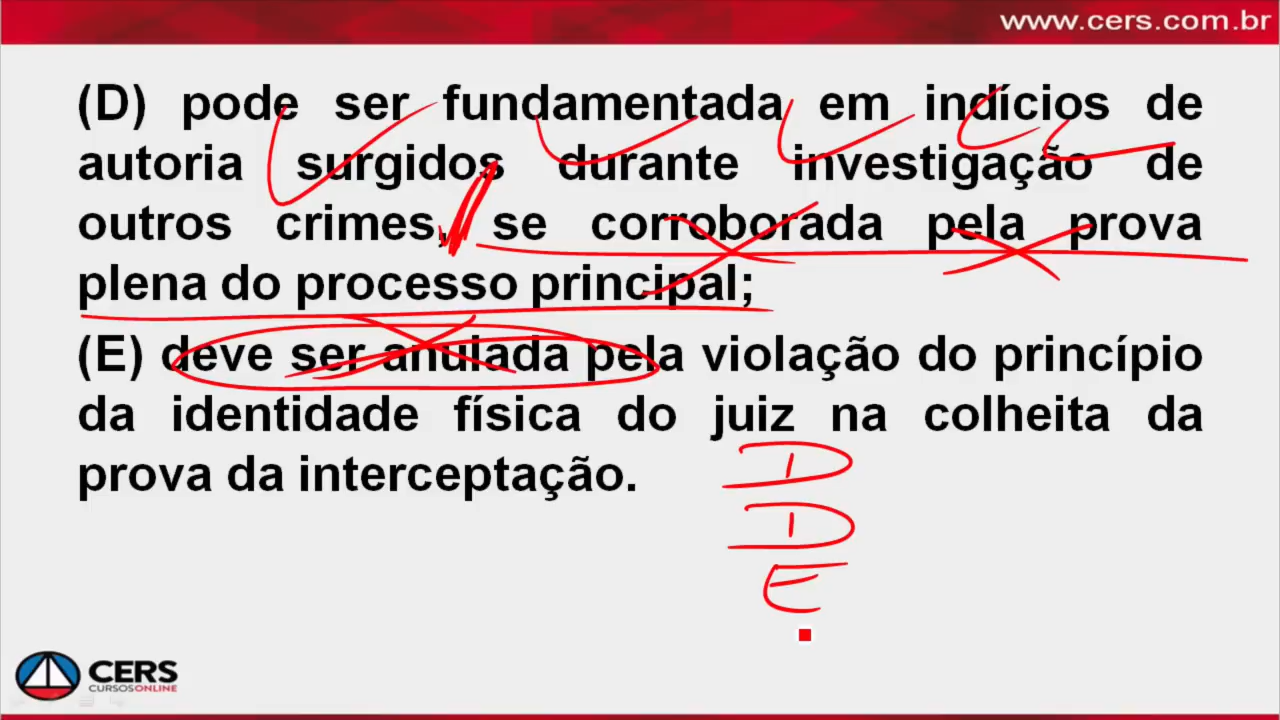 www.cers.com.br
(D) pode ser fundamentada em indícios de
autoria surgidos durante investigação de
outros crimes, se corroborada pela prova
plena do processo principal;
(E) deve ser anulada pela violação do princípio
da identidade física do juiz na colheita da
prova da interceptação.
D
D
E
CERS
CURSOSONLINE